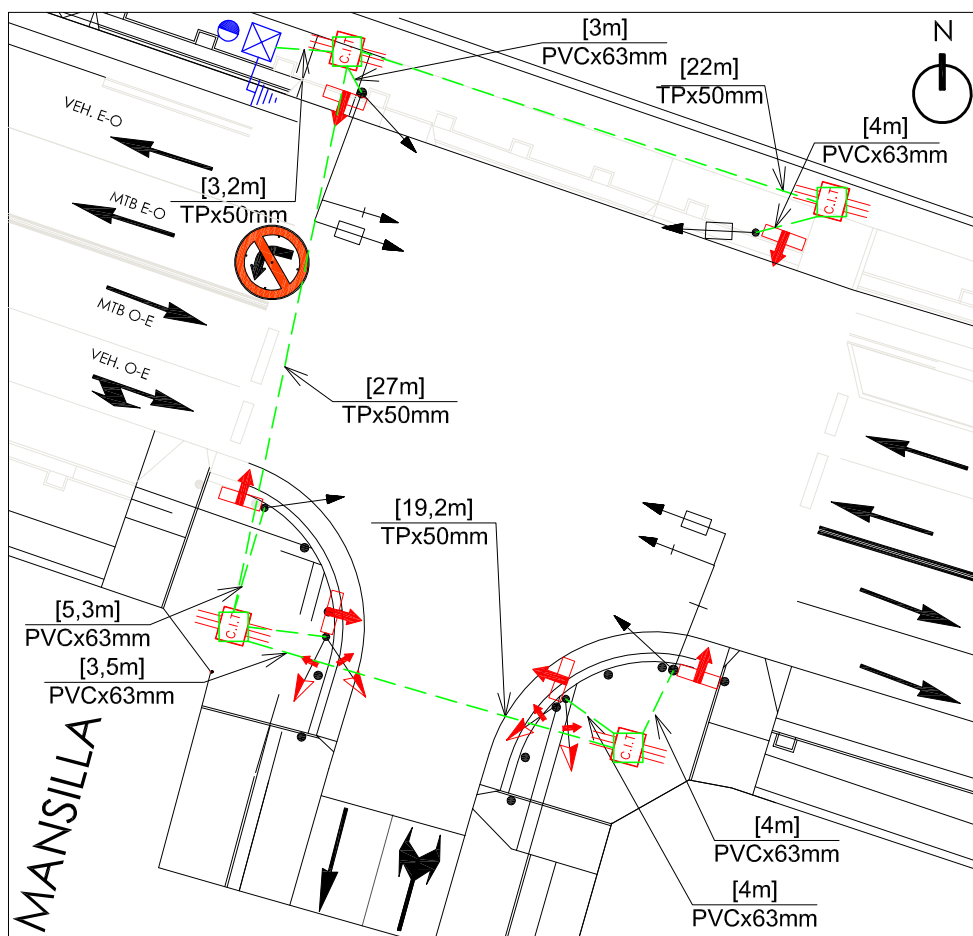 [3m]
PVCx63mm
N
[22m]
TPx50mm
[4m]
PVCx63mm
C.I.T
VEH. E-O
[3,2m]
TPx50mm
C.I.T
MTB E-O
MTB O-E
VEH. O-E
[27m]
TPx50mm
[19,2m]
TPx50mm
[5,3m]
PVCx63mm
C.I.T
[3,5m]
PVCx63mm
C.I.T
MANSILLA
[4m]
PVCx63mm
[4m]
PVCx63mm